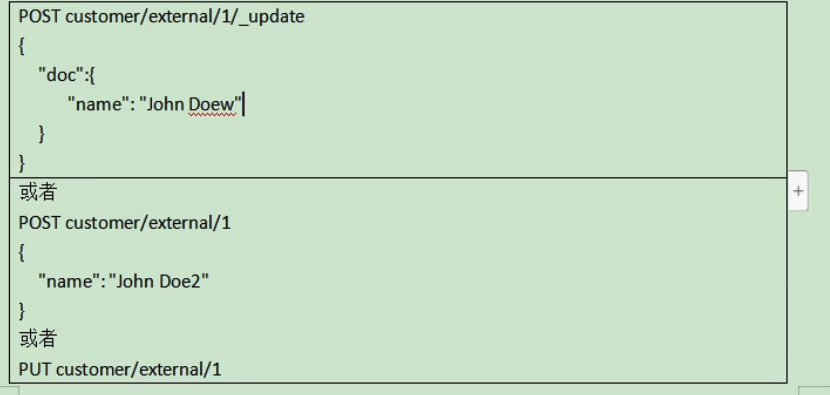 POST customer/external/1/_update
{
"doc":{
"name": "John Doew"
}
}
或者
POST customer/external/1
{
"name": "John Doe2"
}
或者
PUT customer/external/1
+